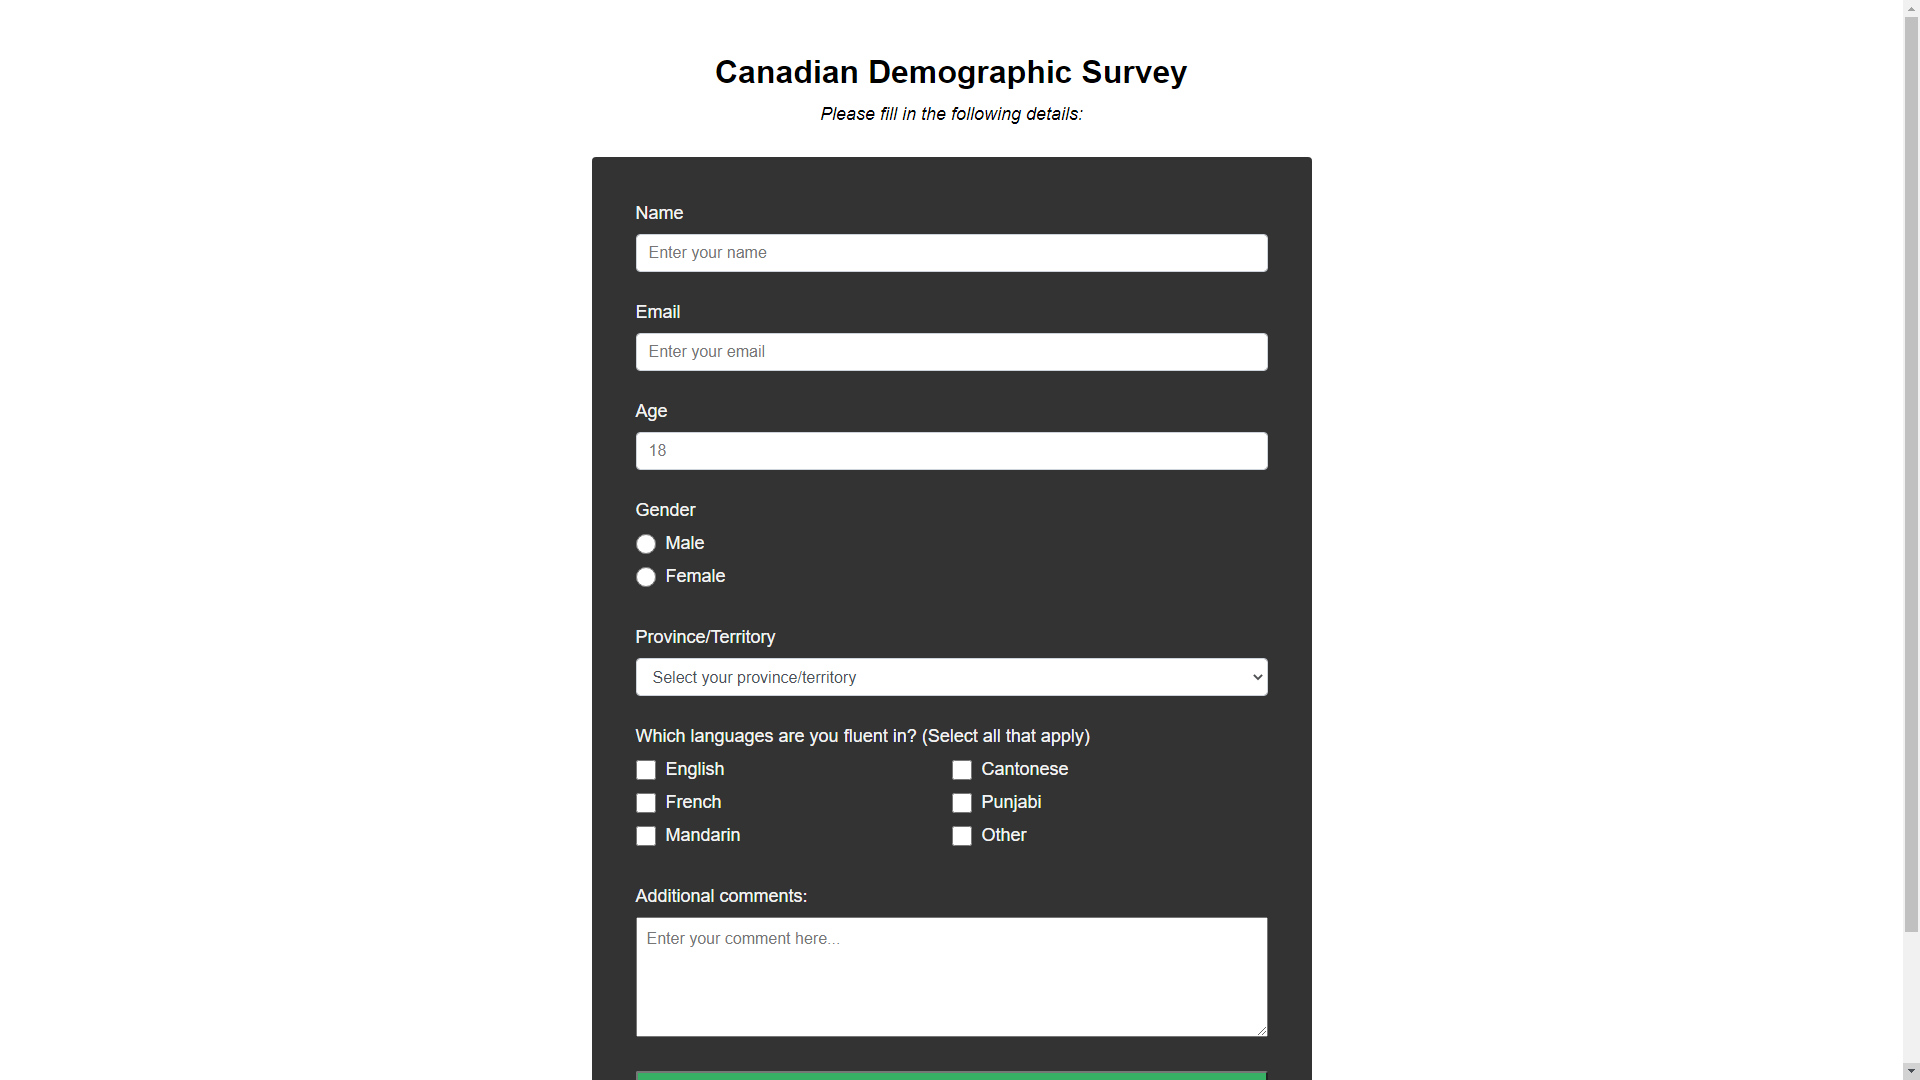 Canadian Demographic Survey
Please fill in the following details:
Name
Enter your name
Email
Enter your email
Age
18
Gender
Male
Female
Province/Territory
Select your province/territory
Which languages are you fluent in? (Select all that apply)
English
Cantonese
French
Punjabi
Mandarin
Other
Additional comments:
Enter your comment here...